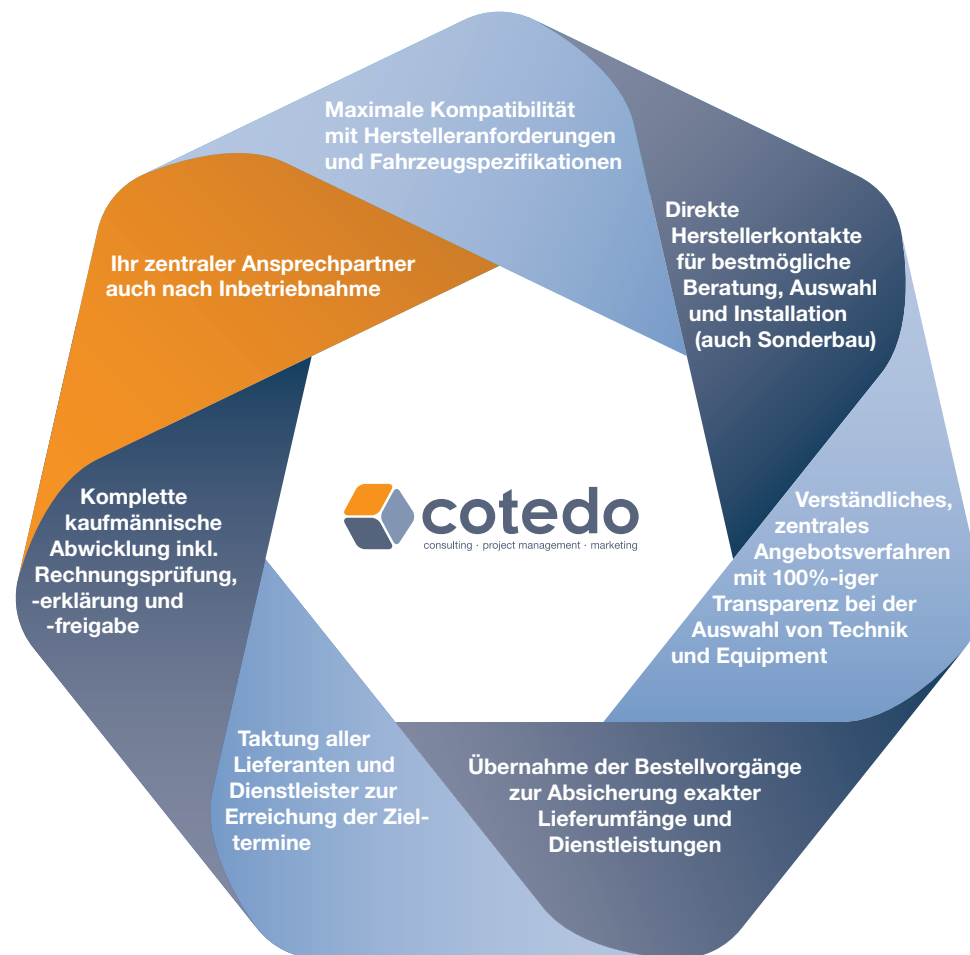 Maximale Kompatibilität
mit Herstelleranforderungen
und Fahrzeugspezifikationen
Direkte
Herstellerkontakte
für bestmögliche
Beratung, Auswahl
und Installation
(auch Sonderbau)
Verständliches,
zentrales
Angebotsverfahren
mit 100%-iger
Transparenz bei der
Auswahl von Technik
und Equipment
Übernahme der Bestellvorgänge
zur Absicherung exakter
Lieferumfänge und
Dienstleistungen
Taktung aller
Lieferanten und
Dienstleister zur
Erreichung der Ziel-
termine
Komplette
kaufmännische
Abwicklung inkl.
Rechnungsprüfung,
-erklärung und
-freigabe
Ihr zentraler Ansprechpartner
auch nach Inbetriebnahme
cotedo
consulting · project management · marketing